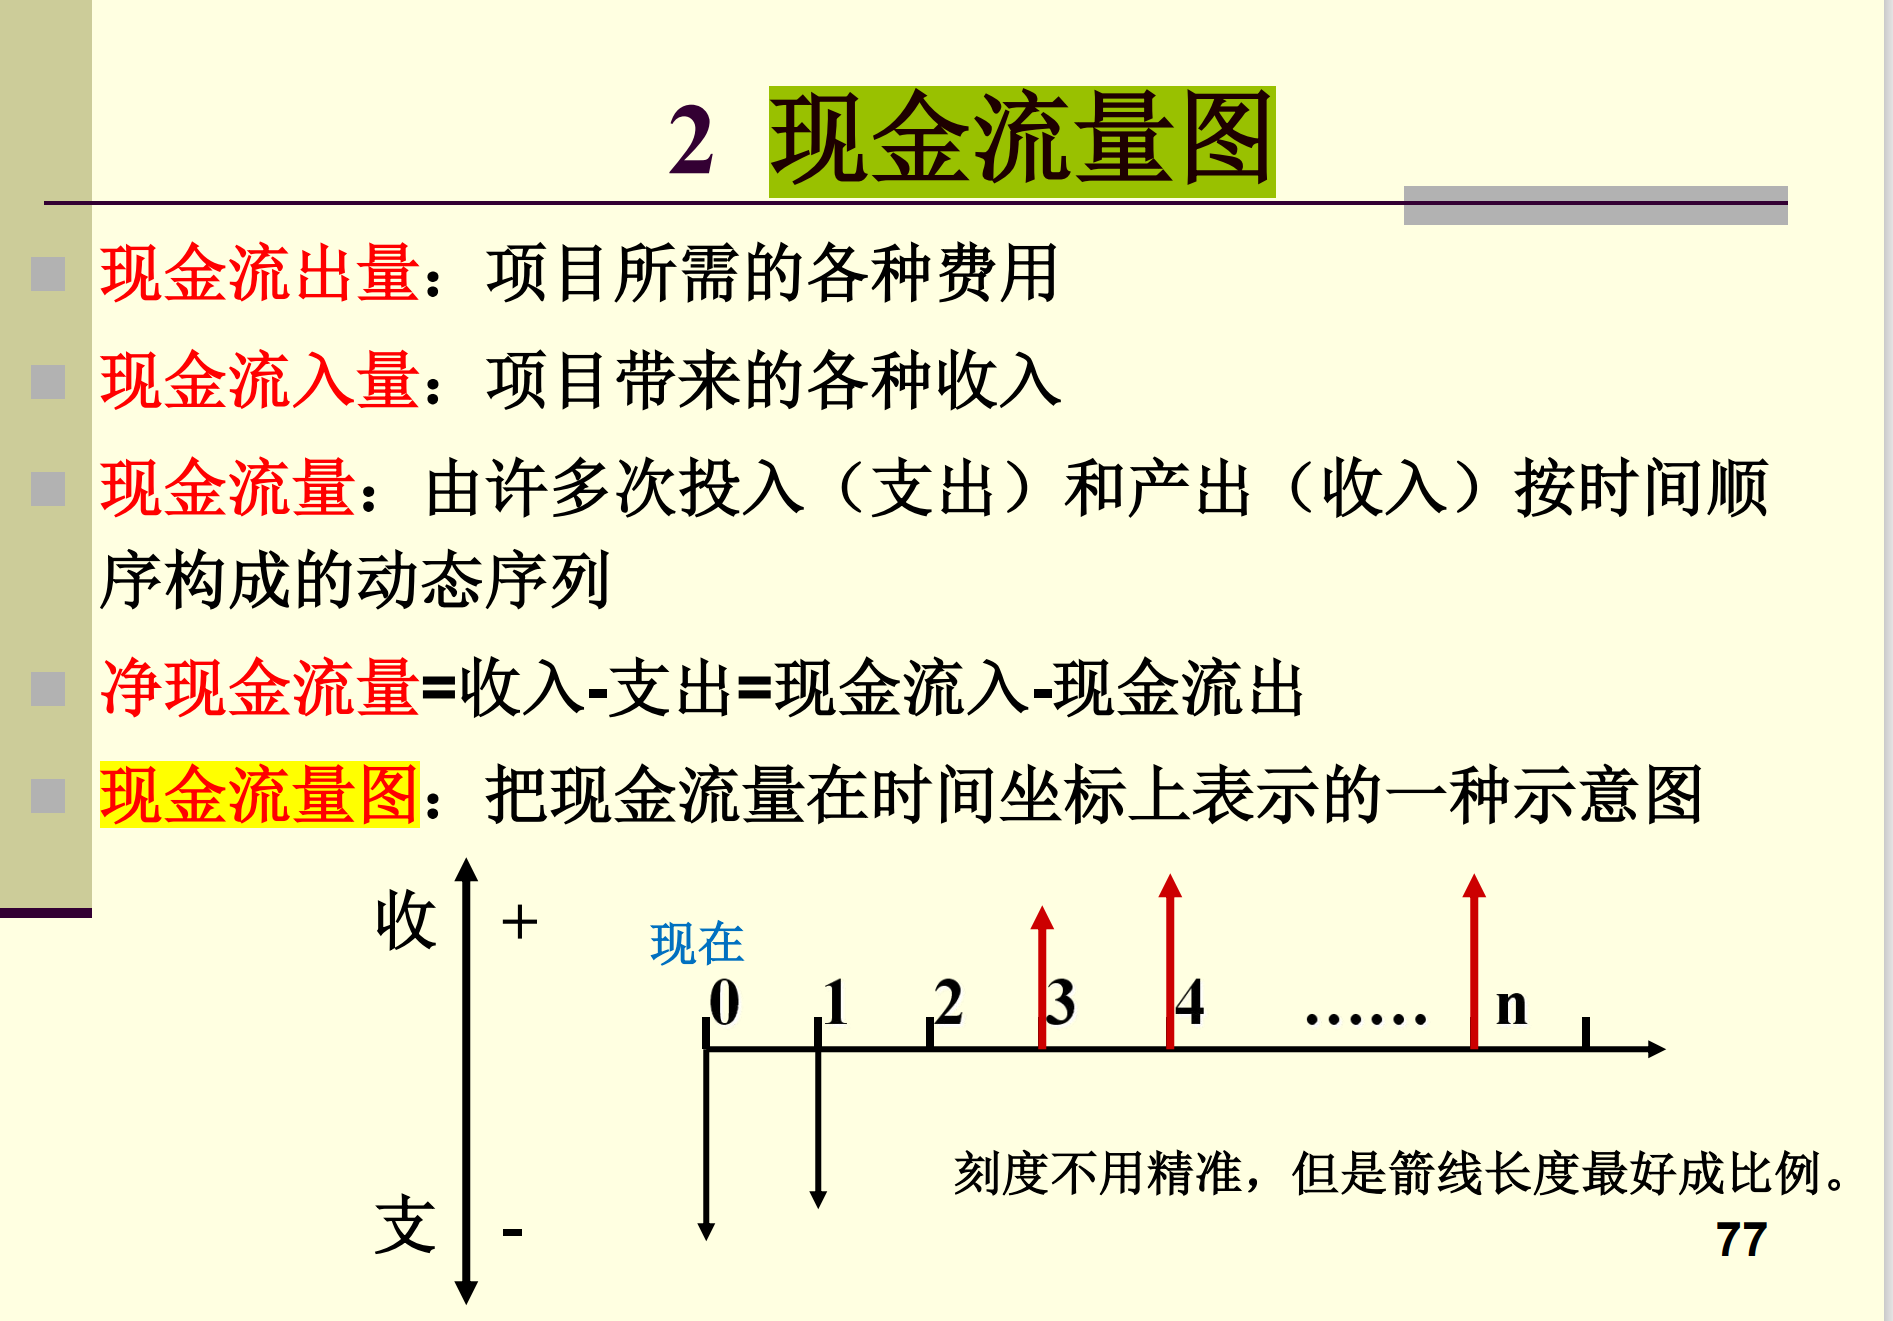 2 现金流量图
现金流出量：项目所需的各种费用
现金流入量：项目带来的各种收入
现金流量：由许多次投入（支出）和产出（收入）按时间顺
序构成的动态序列
净现金流量=收入-支出=现金流入-现金流出
现金流量图：把现金流量在时间坐标上表示的一种示意图
收 +
现在
0 1 2 3 4 …… n
刻度不用精准，但是箭线长度最好成比例。
支 -
77